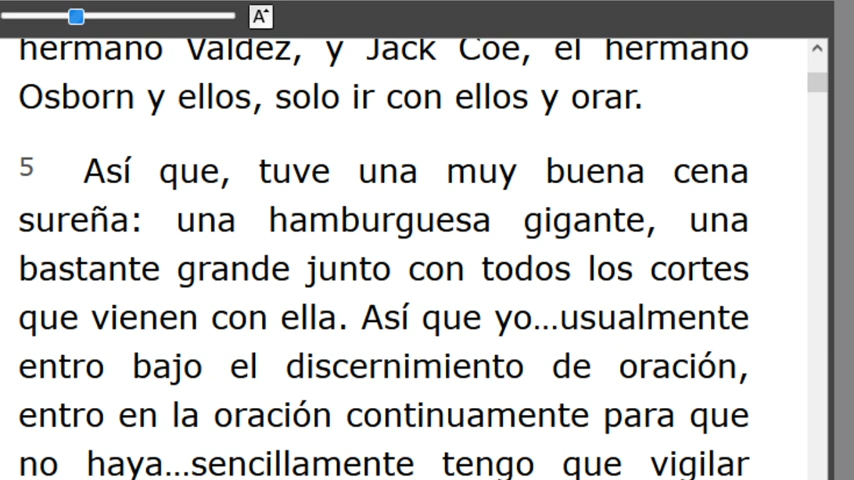 A
hermano Valdez, y Jack Coe, el hermano
Osborn y ellos, solo ir con ellos y orar.
5 Así que, tuve una muy buena cena
sureña: una hamburguesa gigante, una
bastante grande junto con todos los cortes
que vienen con ella. Así que yo…usualmente
entro bajo el discernimiento de oración,
entro en la oración continuamente para que
no haya…sencillamente tengo que vigilar